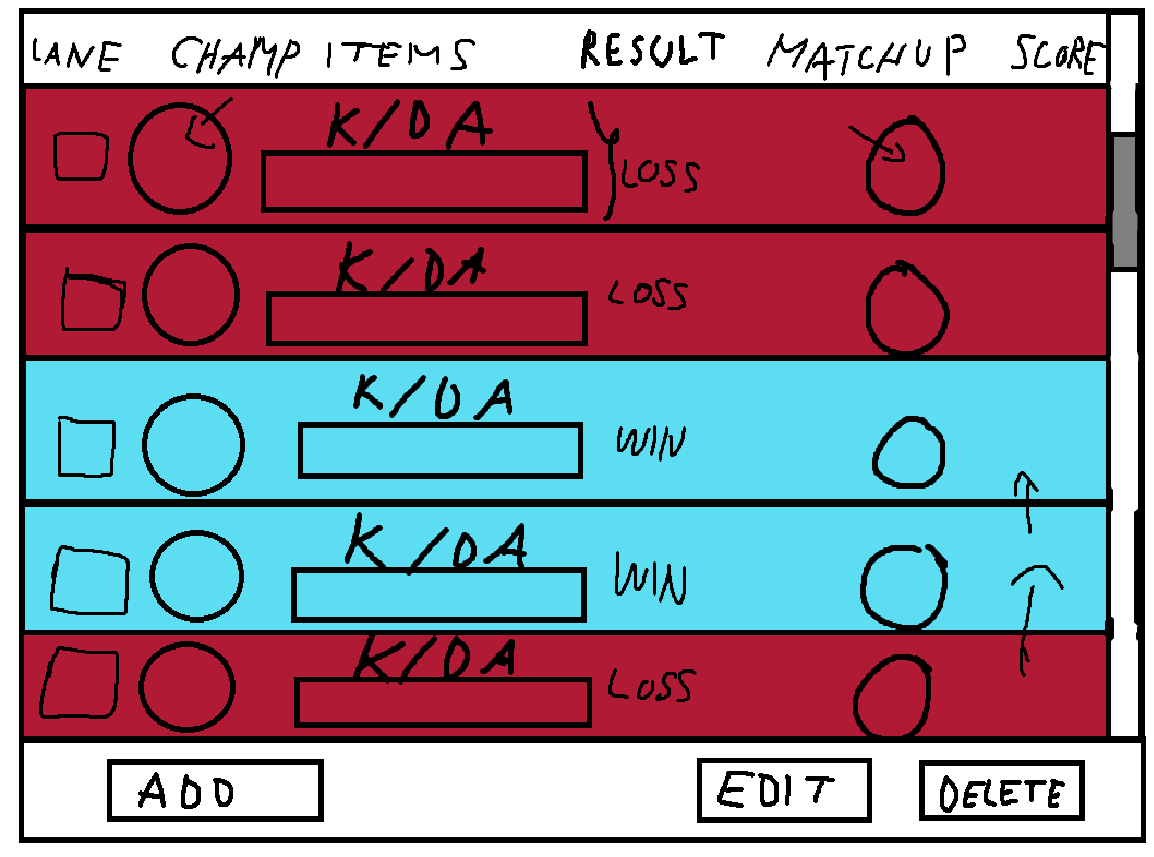 LANE CHAMP ITEMS RESULT MATCHUP SCORE
K/DA
LOSS
K/DA
LOSS
K/DA
WIN
K/DA
WIN
K/DA
LOSS
ADD EDIT DELETE